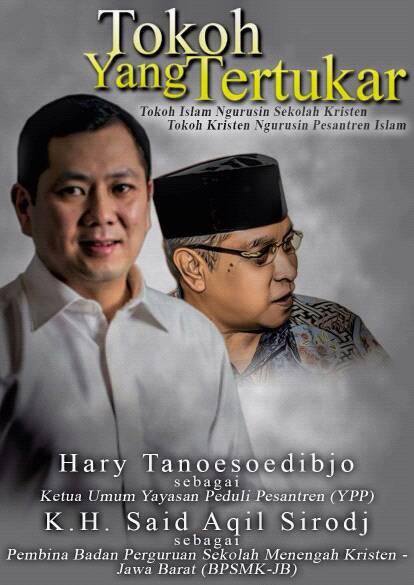 Tokoh
Yang Tertukar
Tokoh Islam Ngurusin Sekolah Kristen
Tokoh Kristen Ngurusin Pesantren Islam
Hary Tanoesoedibjo
sebagai
Ketua Umum Yayasan Peduli Pesantren (YPP)
K.H. Said Aqil Sirodj
sebagai
Pembina Badan Perguruan Sekolah Menengah Kristen -
Jawa Barat (BPSMK-JB)